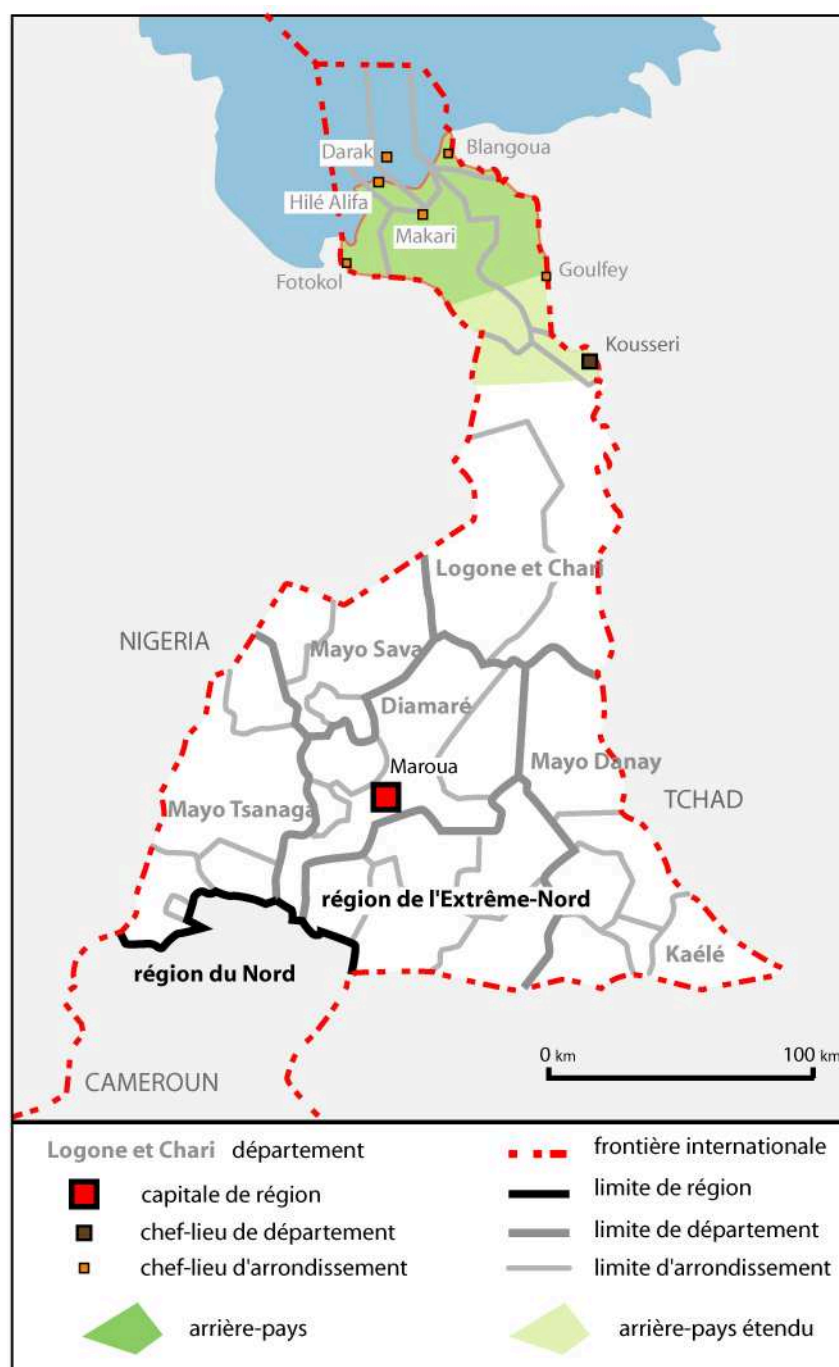 Darak
Blangoua
Hilé Alifa
Makari
Fotokol
Goulfey
Kousseri
Logone et Chari
NIGERIA
Mayo Sava
Diamaré
Maroua
Mayo Danay
TCHAD
Mayo Tsanaga
région de l'Extrême-Nord
Kaélé
région du Nord
0 km
100 km
CAMEROUN
Logone et Chari département
frontière internationale
capitale de région
limite de région
chef-lieu de département
limite de département
chef-lieu d'arrondissement
limite d'arrondissement
arrière-pays
arrière-pays étendu